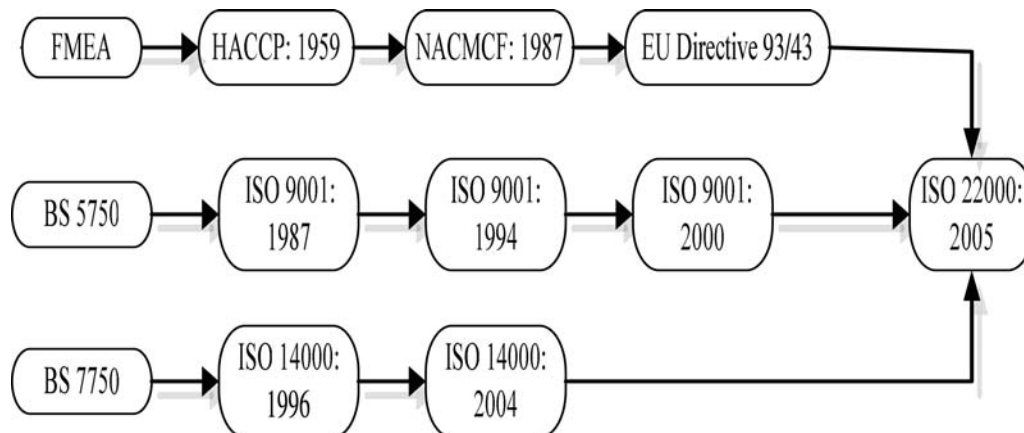 FMEA
HACCP: 1959
NACMCF: 1987
EU Directive 93/43
BS 5750
ISO 9001:
1987
ISO 9001:
1994
ISO 9001:
2000
ISO 22000:
2005
BS 7750
ISO 14000:
1996
ISO 14000:
2004